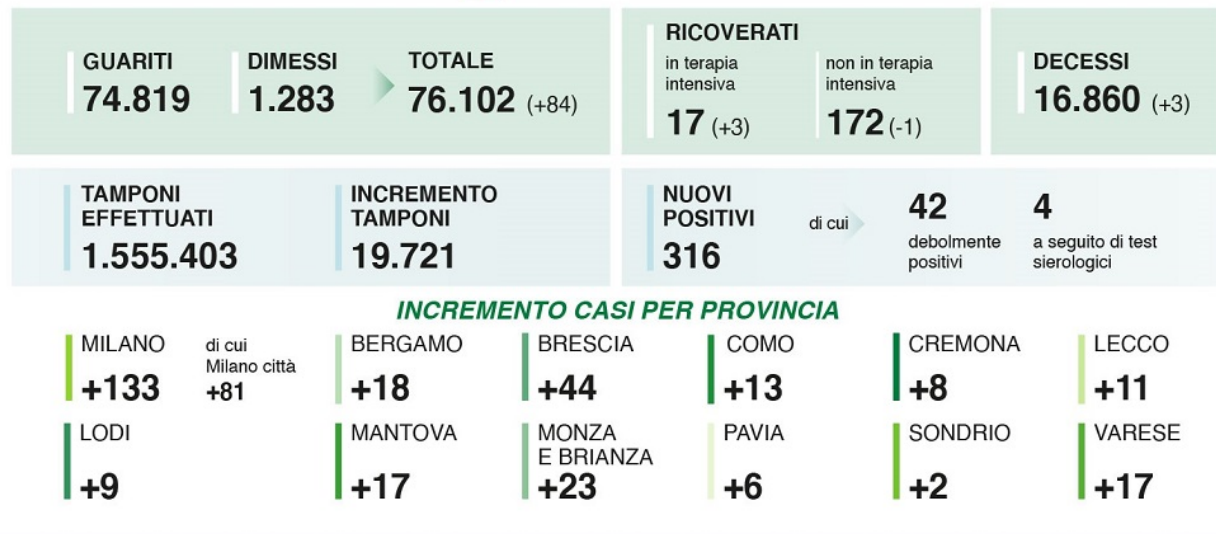 GUARITI
74.819
DIMESSI
1.283
TOTALE
76.102 (+84)
RICOVERATI
in terapia
intensiva
17 (+3)
non in terapia
intensiva
172 (-1)
DECESSI
16.860 (+3)
TAMPONI
EFFETTUATI
1.555.403
INCREMENTO
TAMPONI
19.721
NUOVI
POSITIVI
316
di cui
42
debolmente
positivi
4
a seguito di test
sierologici
INCREMENTO CASI PER PROVINCIA
MILANO
+133
di cui
Milano città
+81
BERGAMO
+18
BRESCIA
+44
COMO
+13
CREMONA
+8
LECCO
+11
LODI
+9
MANTOVA
+17
MONZA
E BRIANZA
+23
PAVIA
+6
SONDRIO
+2
VARESE
+17